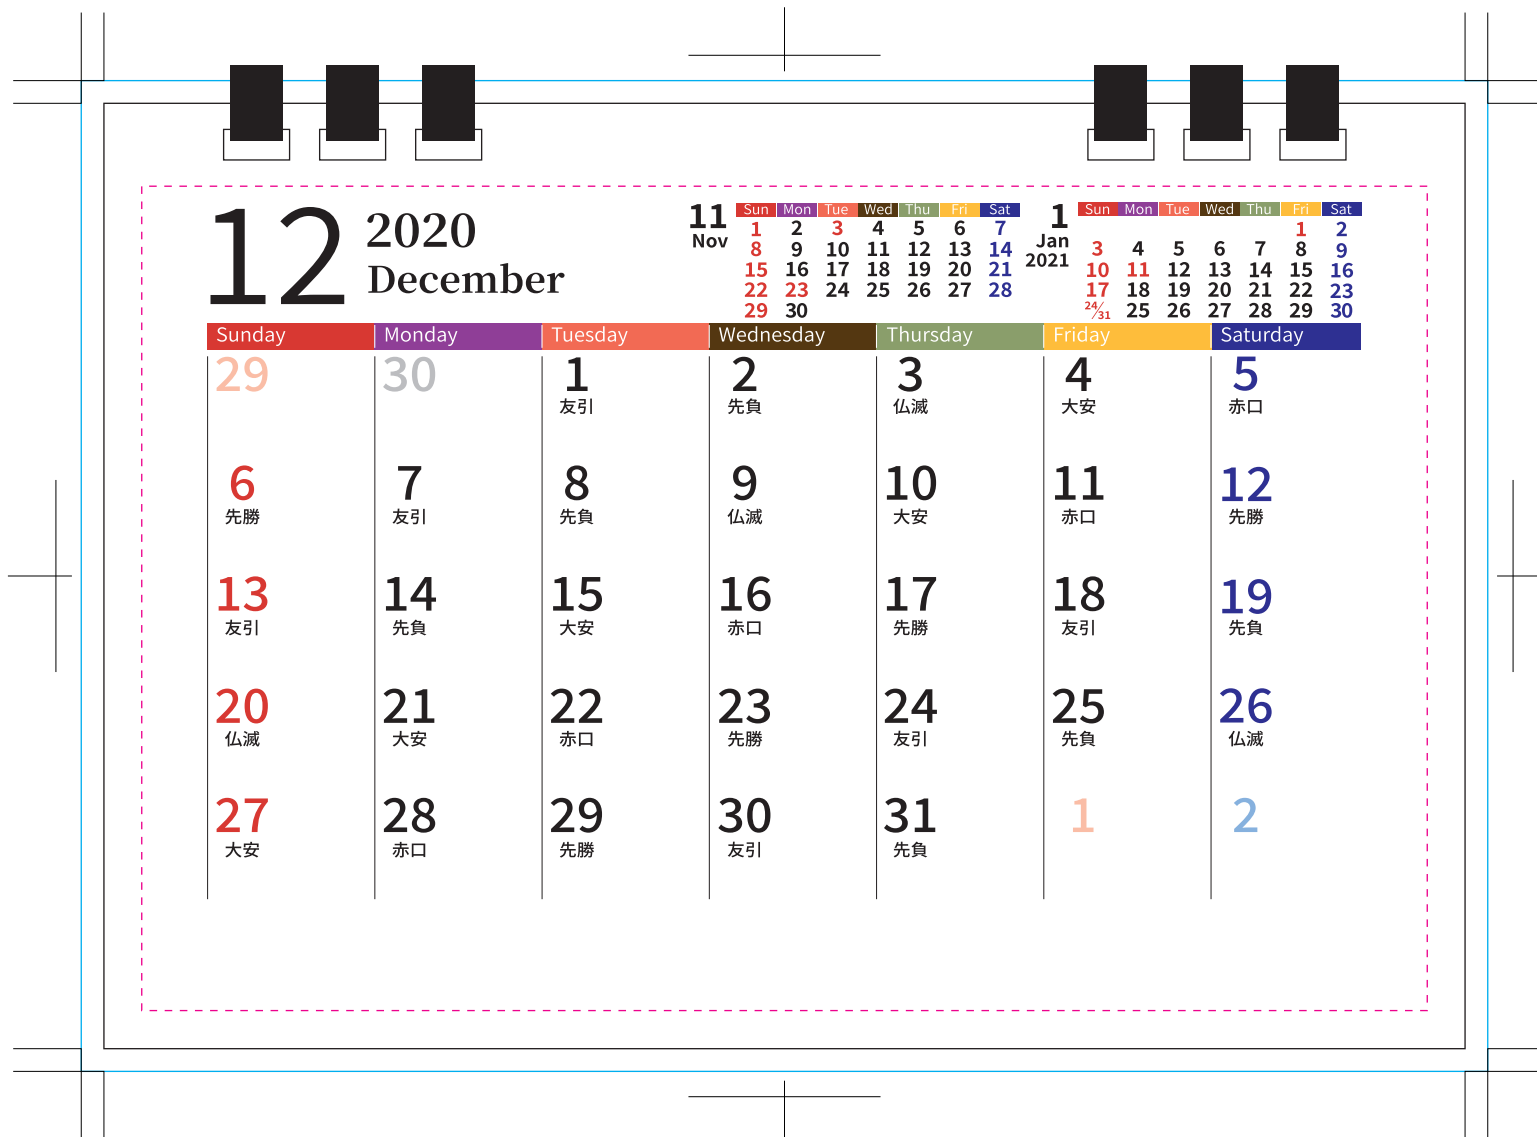 12
2020
December
11
Nov
Sun Mon Tue Wed Thu Fri Sat
1 2 3 4 5 6 7
8 9 10 11 12 13 14
15 16 17 18 19 20 21
22 23 24 25 26 27 28
29 30
1
Jan
2021
Sun Mon Tue Wed Thu Fri Sat
1 2
3 4 5 6 7 8 9
10 11 12 13 14 15 16
17 18 19 20 21 22 23
24/31 25 26 27 28 29 30
Sunday Monday Tuesday Wednesday Thursday Friday Saturday
29 30 1 2 3 4 5
友引 先負 仏滅 大安 赤口
6 7 8 9 10 11 12
先勝 友引 先負 仏滅 大安 赤口 先勝
13 14 15 16 17 18 19
友引 先負 大安 赤口 先勝 友引 先負
20 21 22 23 24 25 26
仏滅 大安 赤口 先勝 友引 先負 仏滅
27 28 29 30 31 1 2
大安 赤口 先勝 友引 先負